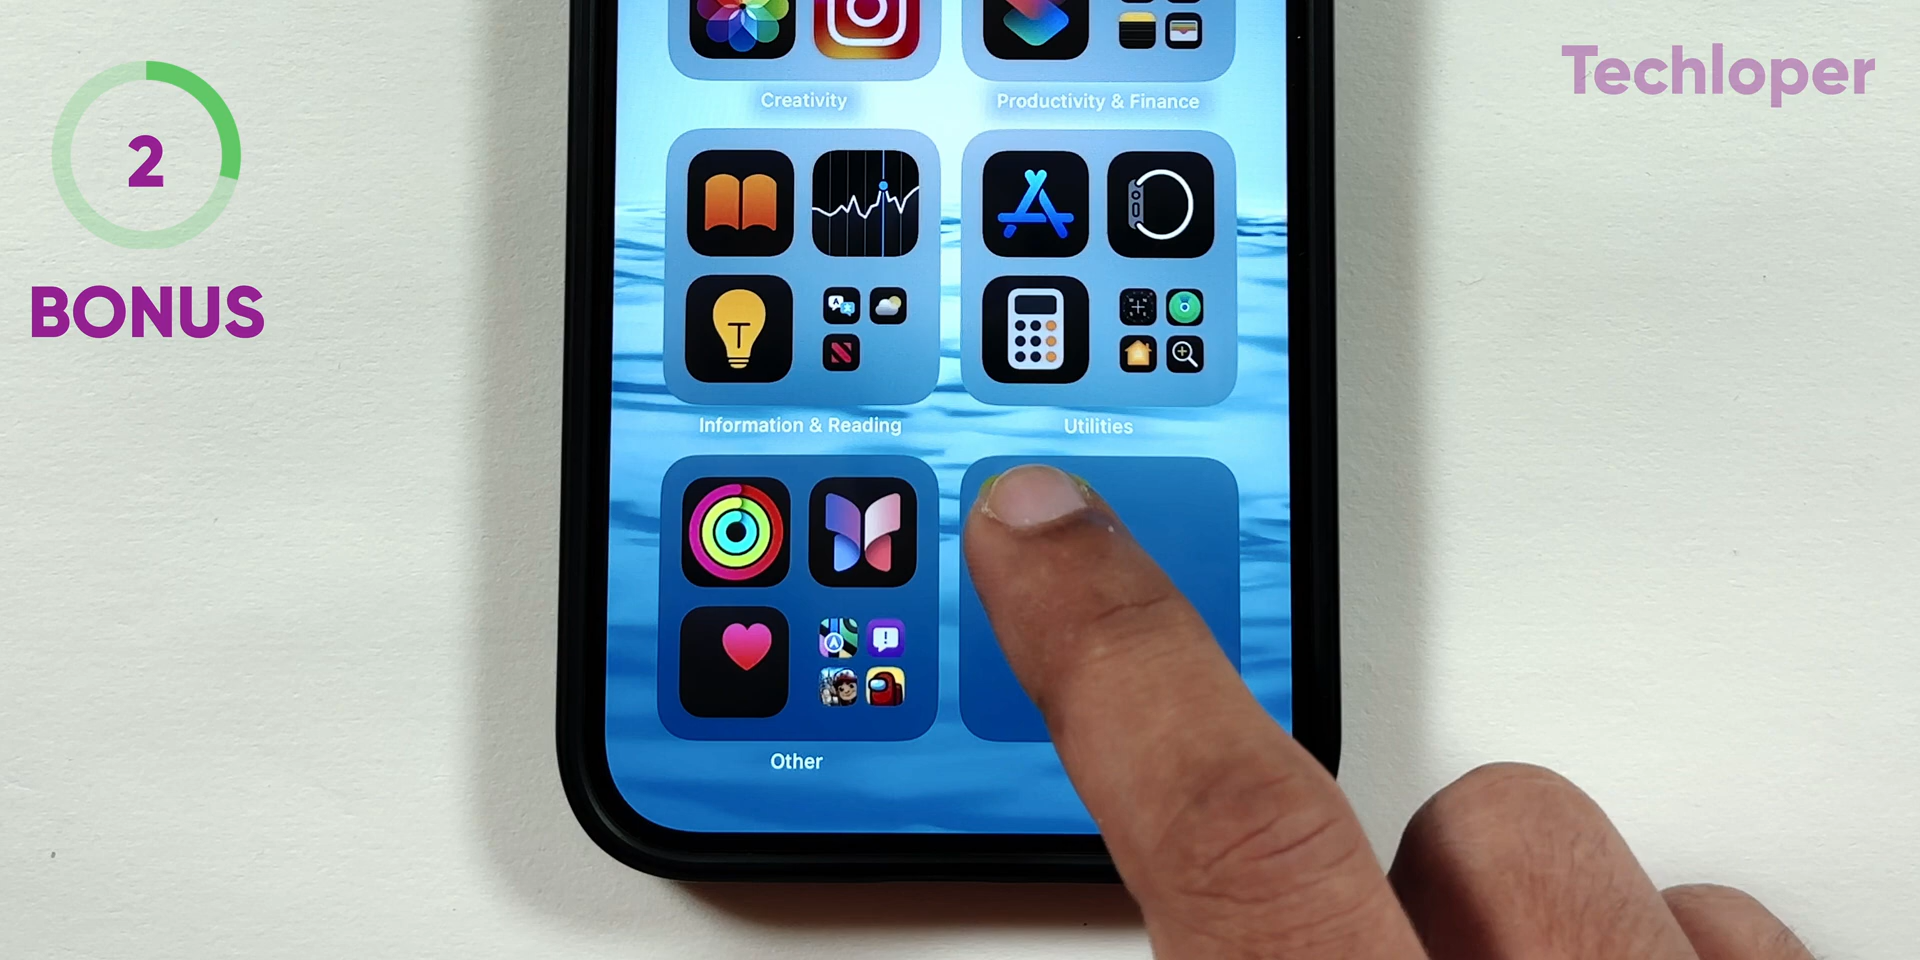 Techloper
2
BONUS
Creativity
Productivity & Finance
Information & Reading
Utilities
Other